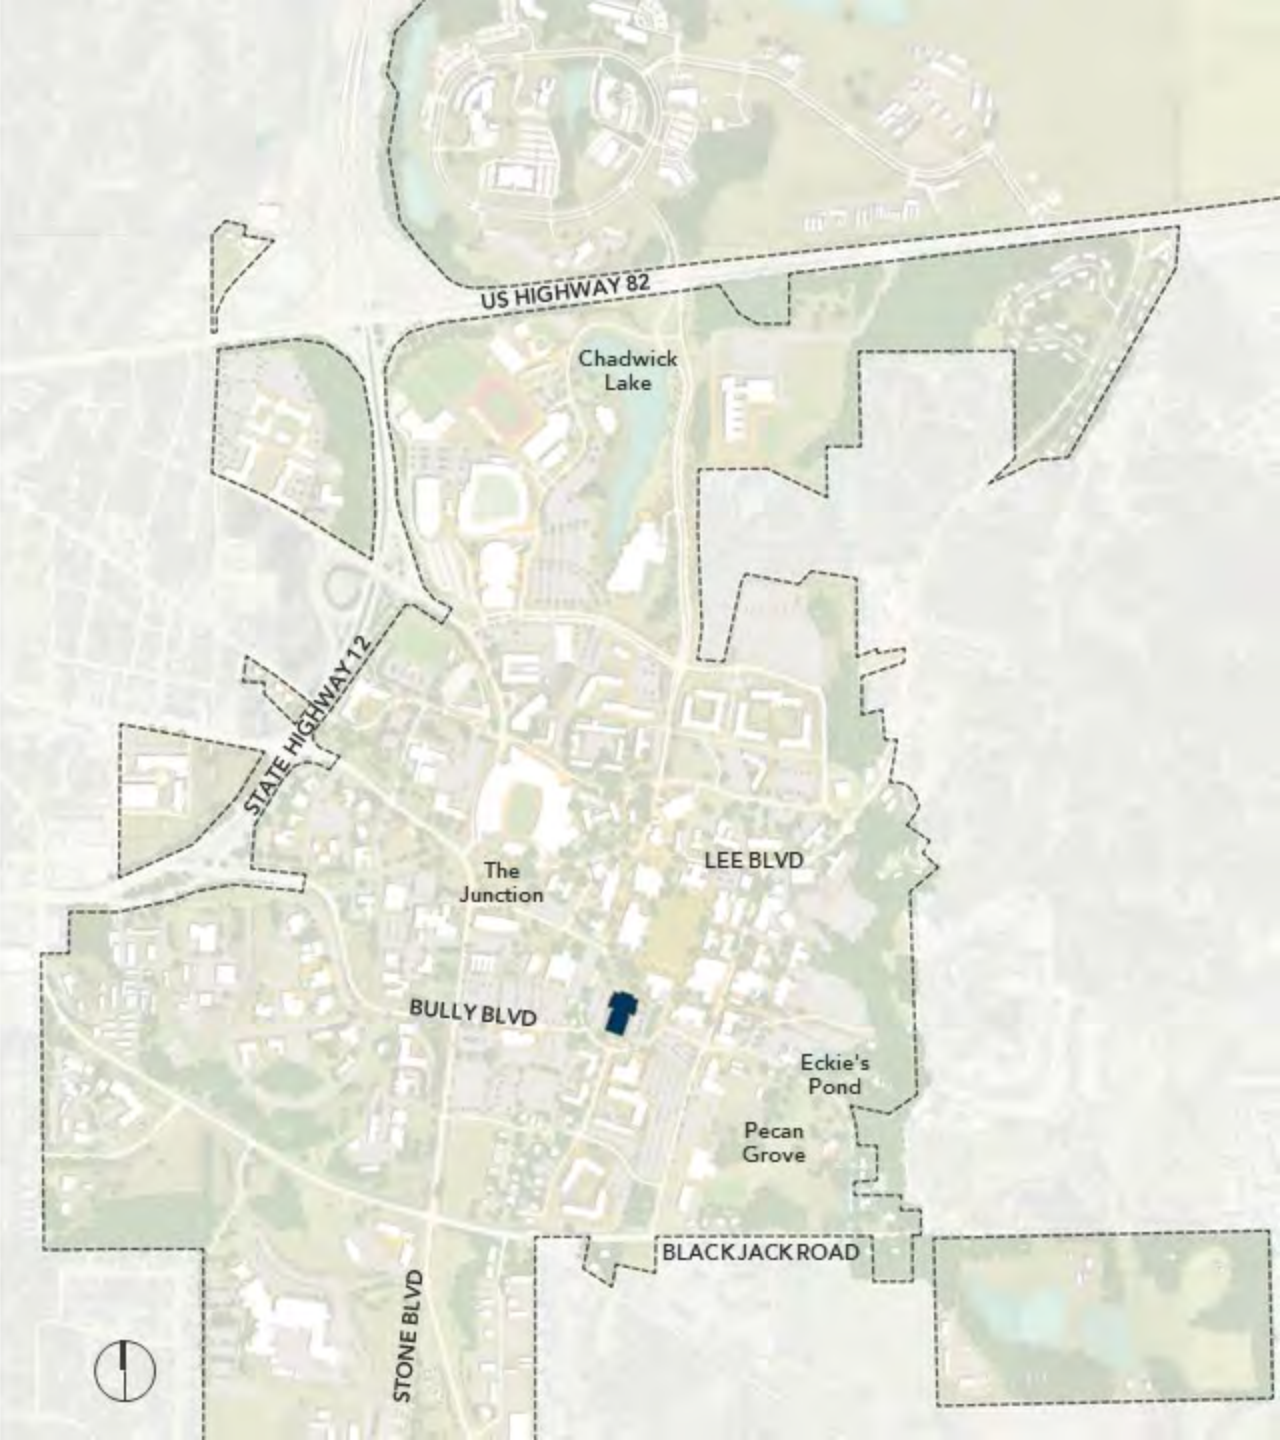 US HIGHWAY 82
Chadwick
Lake
STATE HIGHWAY 12
LEE BLVD
The
Junction
BULLY BLVD
Eckie's
Pond
Pecan
Grove
BLACKJACK ROAD
STONE BLVD